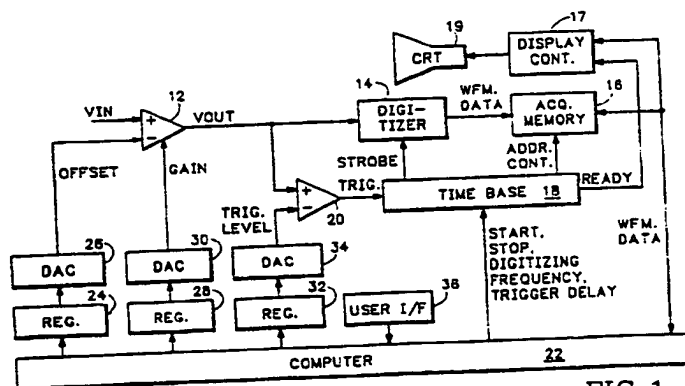 17
19
CRT
DISPLAY
CONT.
12
14
WFM.
DATA
16
VIN
+
-
VOUT
DIGI-
TIZER
ACQ.
MEMORY
OFFSET
GAIN
STROBE
ADDR.
CONT.
+
-
TRIG.
TIME BASE 18
READY
20
TRIG.
LEVEL
START,
STOP,
DIGITIZING
FREQUENCY,
TRIGGER DELAY
WFM.
DATA
26
30
34
DAC
DAC
DAC
24
28
32
36
REG.
REG.
REG.
USER I/F
COMPUTER 22
FIG. 1